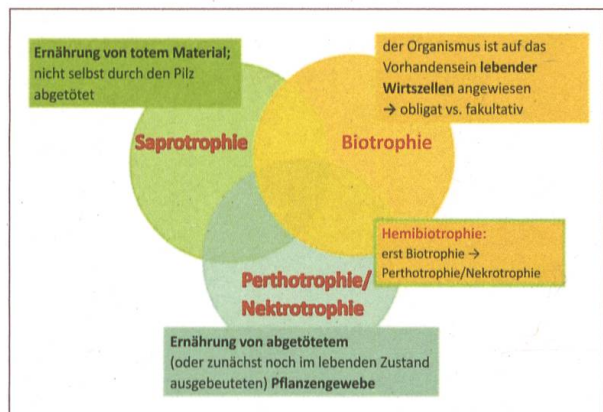 Ernährung von totem Material;
nicht selbst durch den Pilz
abgetötet
der Organismus ist auf das
Vorhandensein lebender
Wirtszellen angewiesen
→ obligat vs. fakultativ
Saprotrophie
Biotrophie
Hemibiotrophie:
erst Biotrophie →
Perthotrophie/Nekrotrophie
Perthotrophie/
Nektrotrophie
Ernährung von abgetötetem
(oder zunächst noch im lebenden Zustand
ausgebeuteten) Pflanzengewebe